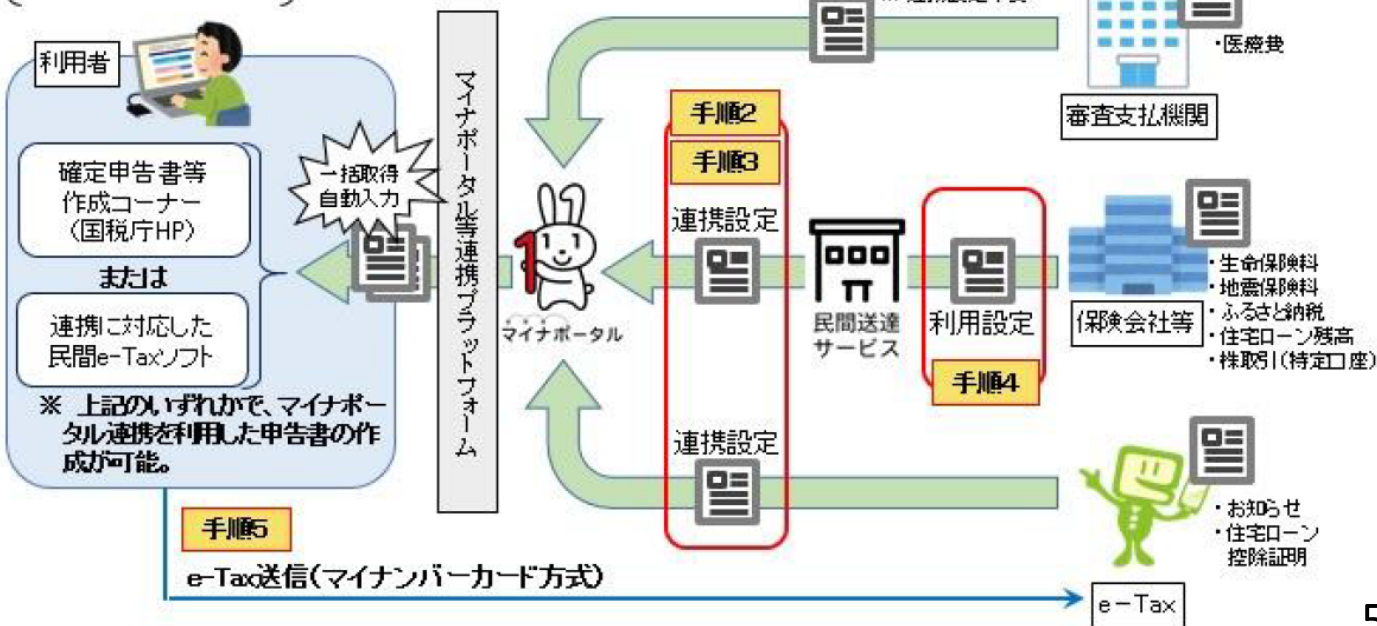 ・医療費
審査支払機関
利用者
確定申告書等
作成コーナー
(国税庁HP)
または
連携に対応した
民間e-Taxソフト
※ 上記のいずれかで、マイナポー
タル連携を利用した申告書の作
成が可能。
一括取得
自動入力
マイナポータル等連携プラットフォーム
マイナポータル
手順2
手順3
連携設定
民間送達
サービス
利用設定
手順4
保険会社等
・生命保険料
・地震保険料
・ふるさと納税
・住宅ローン残高
・株取引(特定口座)
連携設定
・お知らせ
・住宅ローン
控除証明
e-Tax
手順5
e-Tax送信(マイナンバーカード方式)